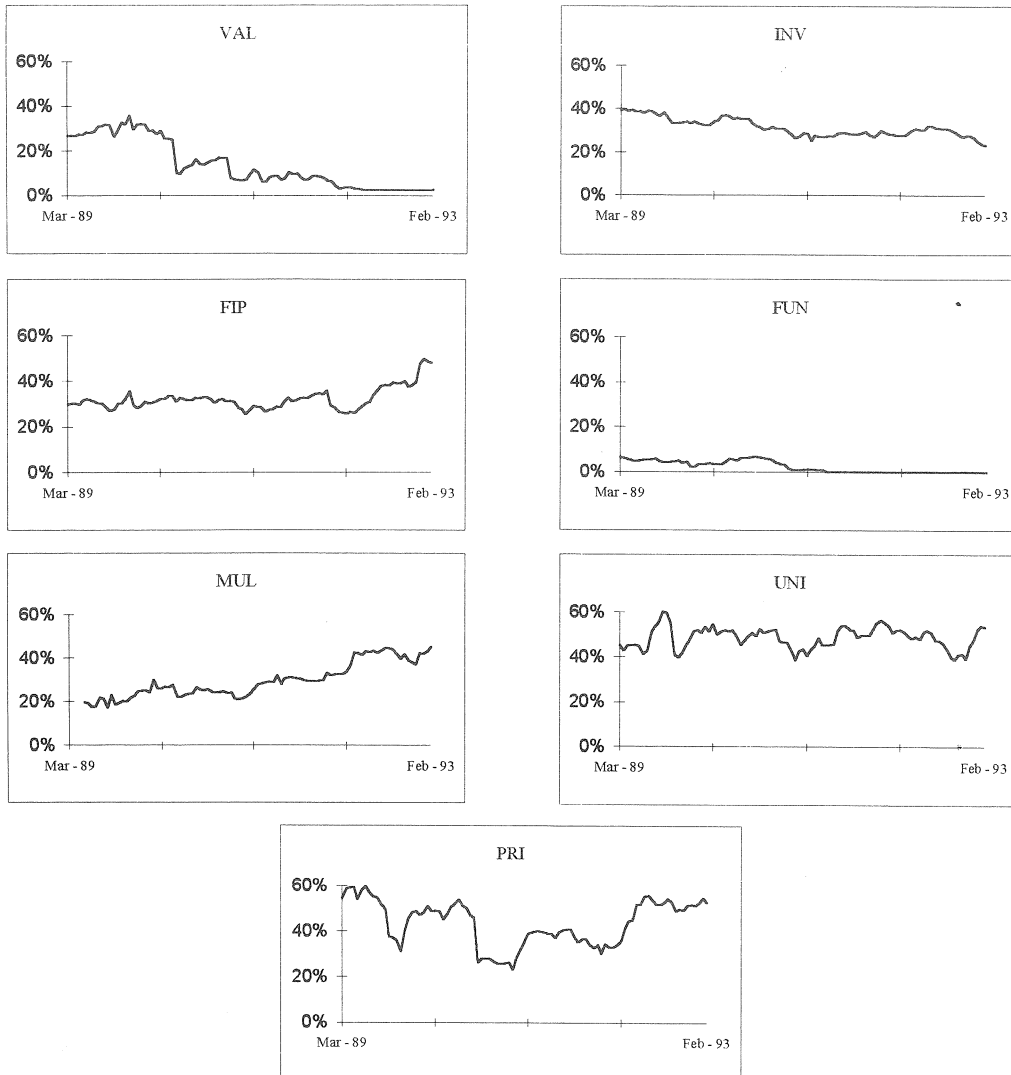 VAL
60%
40%
20%
0%
Mar - 89
Feb - 93
INV
60%
40%
20%
0%
Mar - 89
Feb - 93
FIP
60%
40%
20%
0%
Mar - 89
Feb - 93
FUN
60%
40%
20%
0%
Mar - 89
Feb - 93
MUL
60%
40%
20%
0%
Mar - 89
Feb - 93
UNI
60%
40%
20%
0%
Mar - 89
Feb - 93
PRI
60%
40%
20%
0%
Mar - 89
Feb - 93